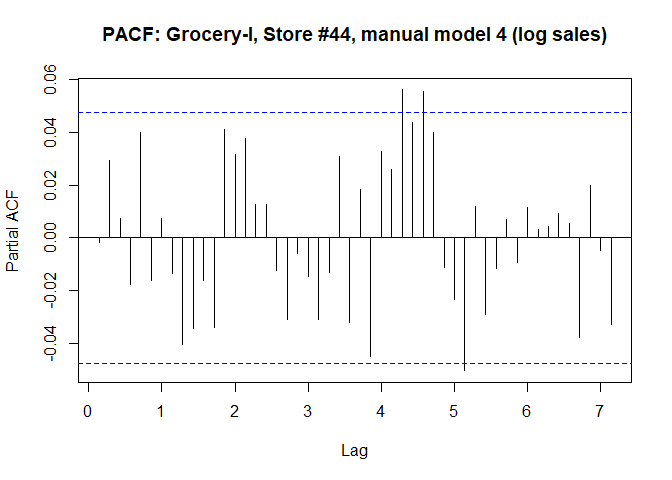 PACF: Grocery-I, Store #44, manual model 4 (log sales)
Partial ACF
0.06
0.04
0.02
0.00
-0.02
-0.04
0 1 2 3 4 5 6 7
Lag